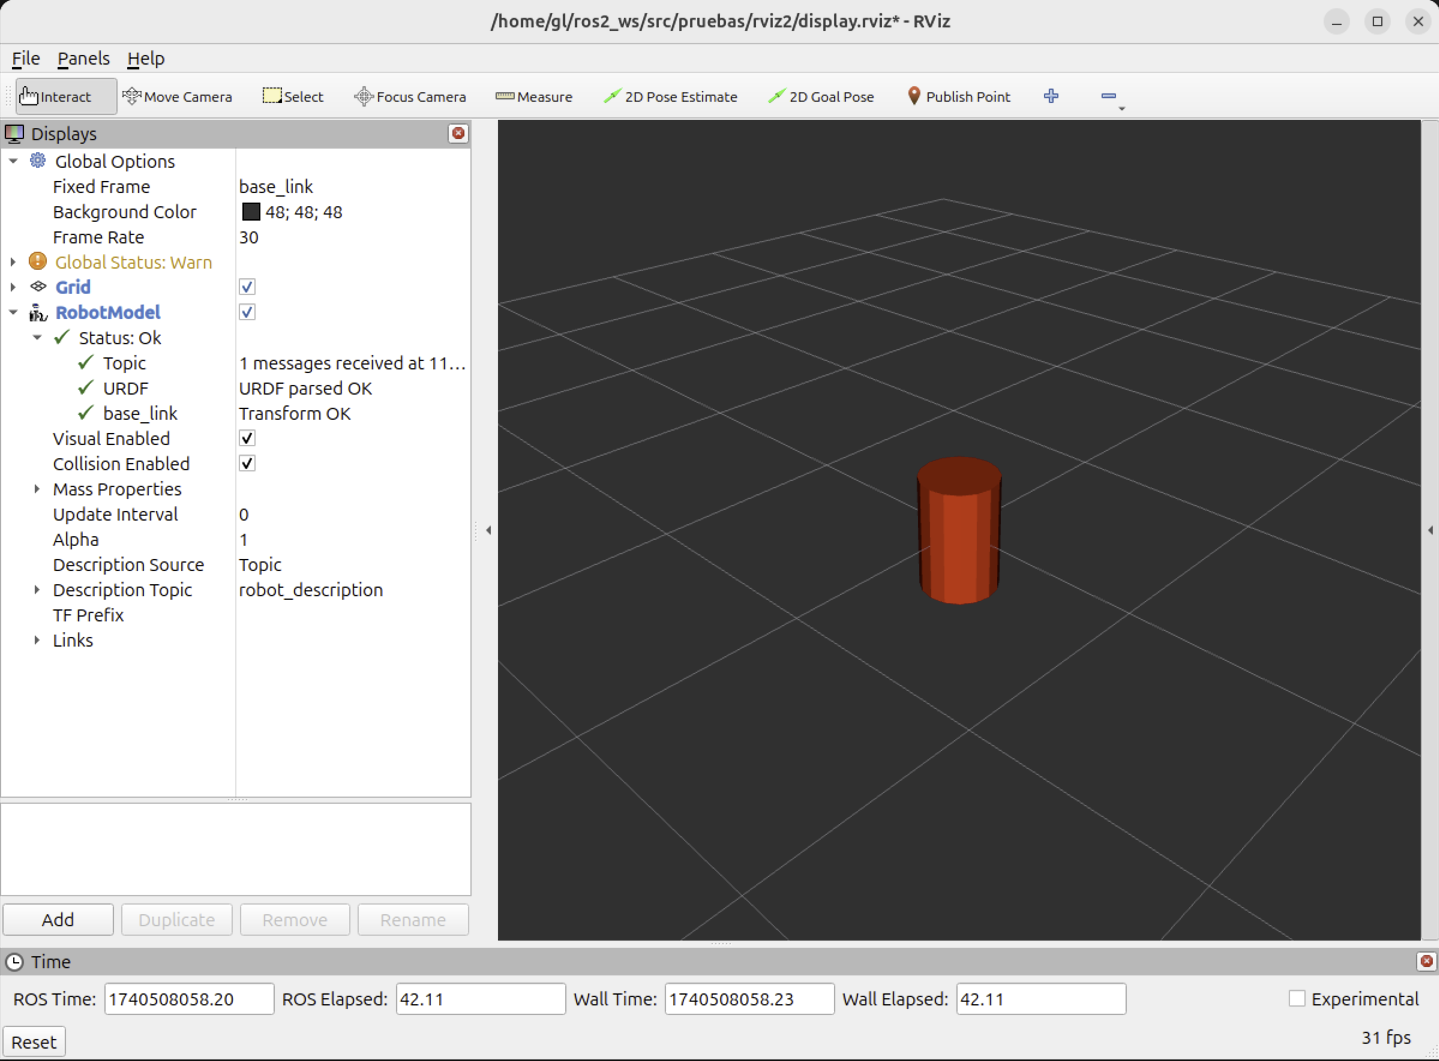 /home/gl/ros2_ws/src/pruebas/rviz2/display.rviz* - RViz
File Panels Help
Interact Move Camera Select Focus Camera Measure 2D Pose Estimate 2D Goal Pose Publish Point
Displays
Global Options
Fixed Frame base_link
Background Color 48; 48; 48
Frame Rate 30
Global Status: Warn
Grid
RobotModel
Status: Ok
Topic 1 messages received at 11...
URDF URDF parsed OK
base_link Transform OK
Visual Enabled
Collision Enabled
Mass Properties
Update Interval 0
Alpha 1
Description Source Topic
Description Topic robot_description
TF Prefix
Links
Add Duplicate Remove Rename
Time
ROS Time: 1740508058.20 ROS Elapsed: 42.11 Wall Time: 1740508058.23 Wall Elapsed: 42.11 Experimental
Reset 31 fps